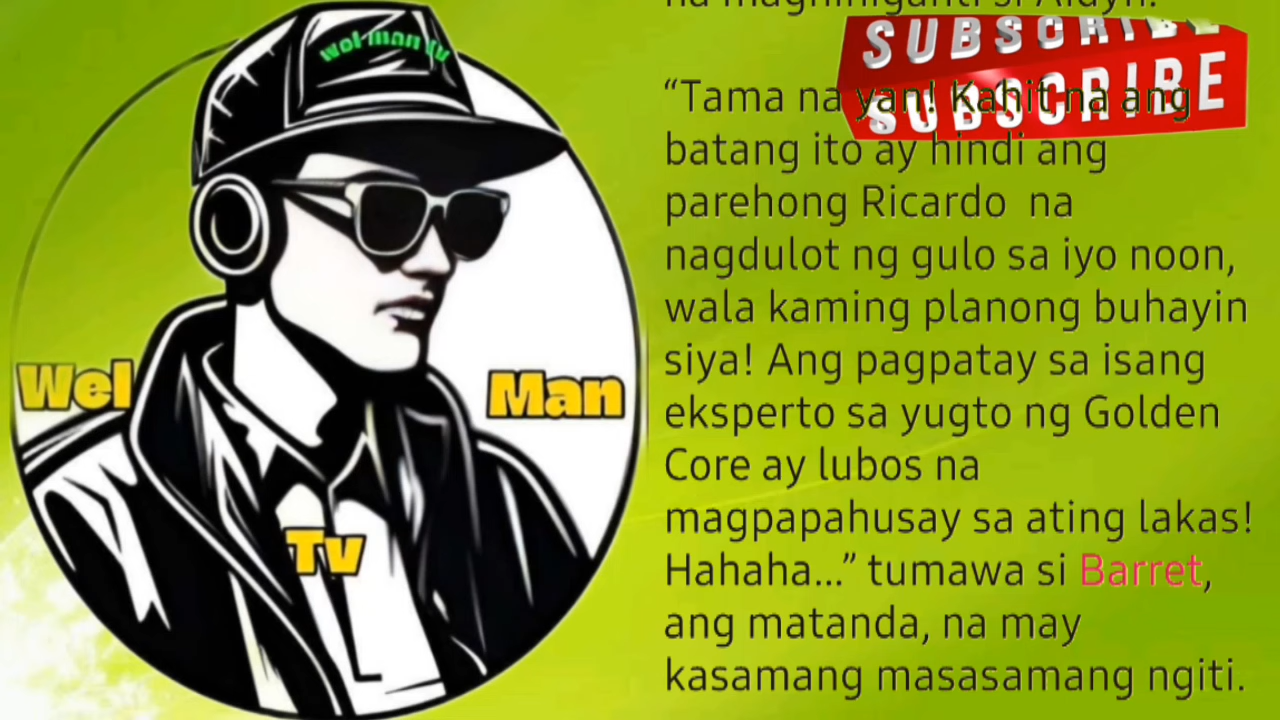 wel man tv
Wel
Man
Tv
SUBSCRIBE
SUBSCRIBE
“Tama na yan! Kahit na ang
batang ito ay hindi ang
parehong Ricardo na
nagdulot ng gulo sa iyo noon,
wala kaming planong buhayin
siya! Ang pagpatay sa isang
eksperto sa yugto ng Golden
Core ay lubos na
magpapahusay sa ating lakas!
Hahaha...” tumawa si Barret,
ang matanda, na may
kasamang masasamang ngiti.